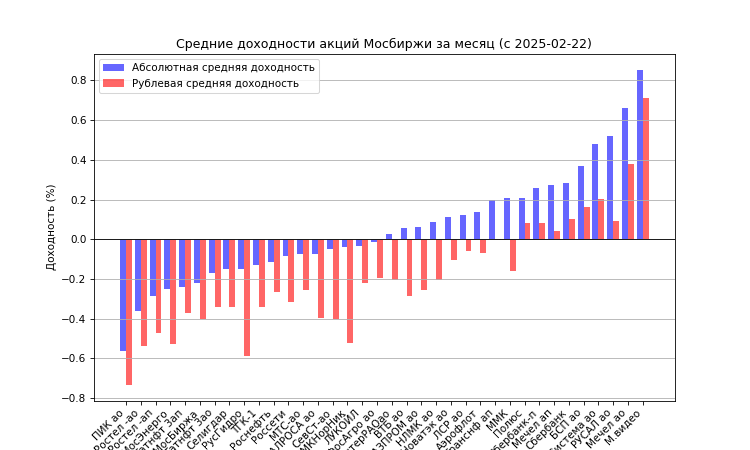 Средние доходности акций Мосбиржи за месяц (с 2025-02-22)
Абсолютная средняя доходность
Рублевая средняя доходность
Доходность (%)
0.8
0.6
0.4
0.2
0.0
−0.2
−0.4
−0.6
−0.8
ПИК ао
Ростел -ао
Ростел -ап
МосЭнерго
Татнфт 3ап
МосБиржа
Татнфт 3ао
Селигдар
РусГидро
ТГК-1
Роснефть
Россети
МТС-ао
АЛРОСА ао
СевСт-ао
ГМКНорНик
ЛУКОЙЛ
РусАгро ао
ИнтерРАОао
ВТБ ао
ГАЗПРОМ ао
НЛМК ао
Новатэк ао
ЛСР ао
Аэрофлот
Транснф ап
ММК
Полюс
Сбербанк-п
Мечел ап
Сбербанк
БСП ао
Система ао
РУСАЛ ао
Мечел ао
М.видео